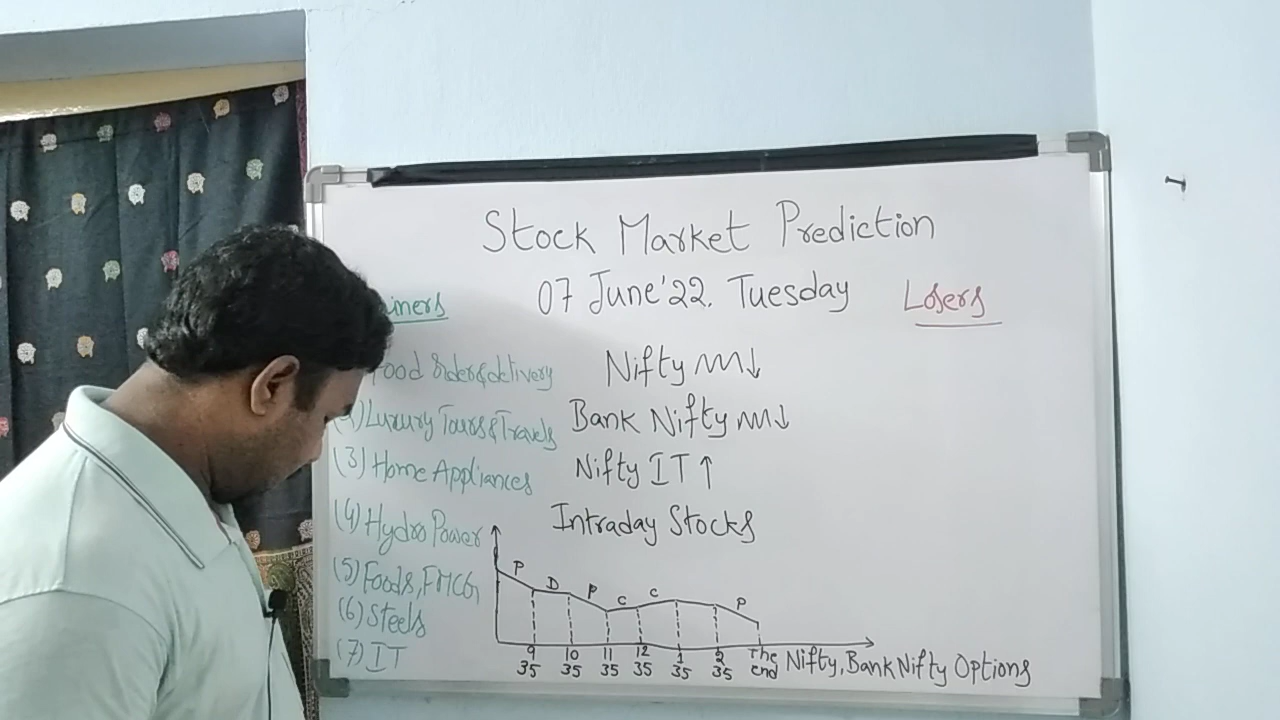 Stock Market Prediction
07 June'22. Tuesday
Losers
Food Order&delivery
Nifty ↓
Luxury Tours&Travels
Bank Nifty ↓
(3) Home Appliances
Nifty IT ↑
(4) Hydro Power
Intraday Stocks
(5) Foods, FMCG
(6) Steels
(7) IT
P D P C C P
9 10 11 12 1 2 The
35 35 35 35 35 35 end
Nifty, Bank Nifty Options